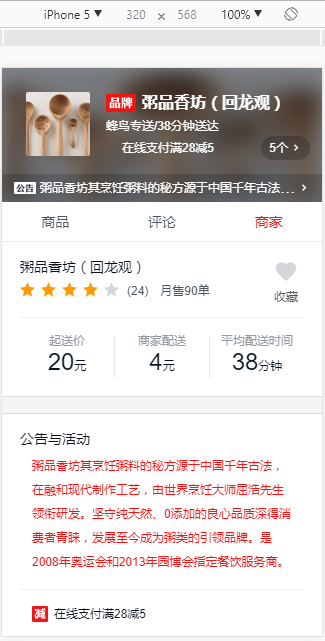 iPhone 5 ▼ 320 × 568 100% ▼
品牌 粥品香坊（回龙观）
蜂鸟专送/38分钟送达
在线支付满28减5 5个 >
公告 粥品香坊其烹饪粥料的秘方源于中国千年古法... >
商品 评论 商家
粥品香坊（回龙观）
(24) 月售90单 收藏
起送价 商家配送 平均配送时间
20元 4元 38分钟
公告与活动
粥品香坊其烹饪粥料的秘方源于中国千年古法，
在融和现代制作工艺，由世界烹饪大师屈浩先生
领衔研发。坚守纯天然、0添加的良心品质深得消
费者青睐，发展至今成为粥类的引领品牌。是
2008年奥运会和2013年园博会指定餐饮服务商。
减 在线支付满28减5